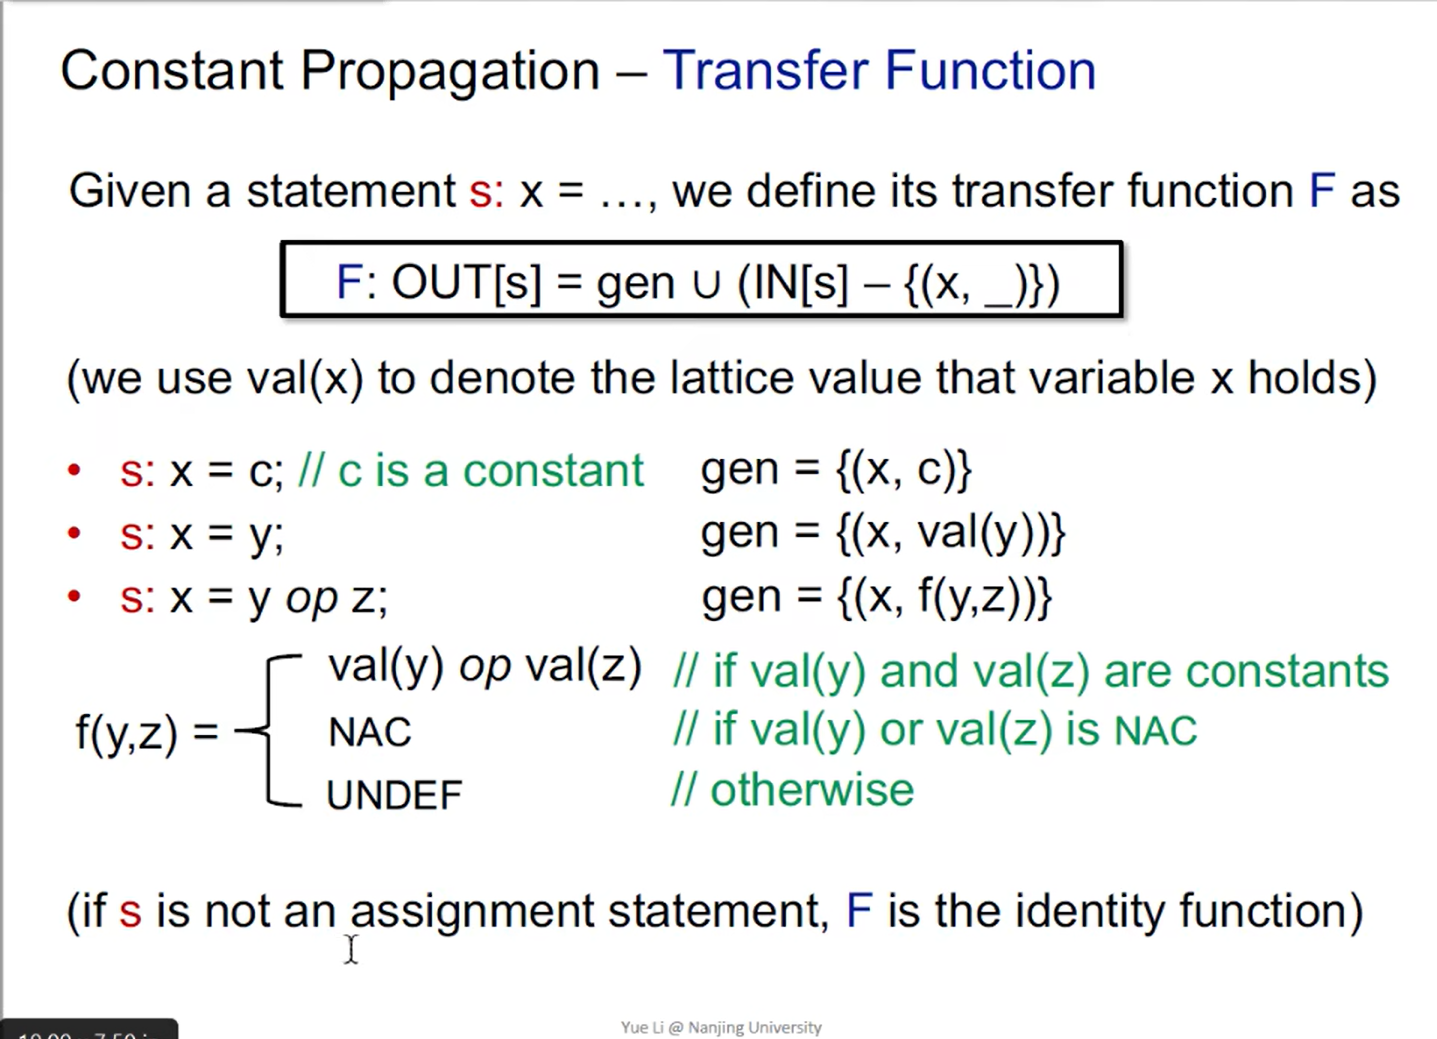 Constant Propagation – Transfer Function
Given a statement s: x = …, we define its transfer function F as
F: OUT[s] = gen ∪ (IN[s] – {(x, _)})
(we use val(x) to denote the lattice value that variable x holds)
• s: x = c; // c is a constant gen = {(x, c)}
• s: x = y; gen = {(x, val(y))}
• s: x = y op z; gen = {(x, f(y,z))}
val(y) op val(z) // if val(y) and val(z) are constants
f(y,z) = NAC // if val(y) or val(z) is NAC
UNDEF // otherwise
(if s is not an assignment statement, F is the identity function)
Yue Li @ Nanjing University